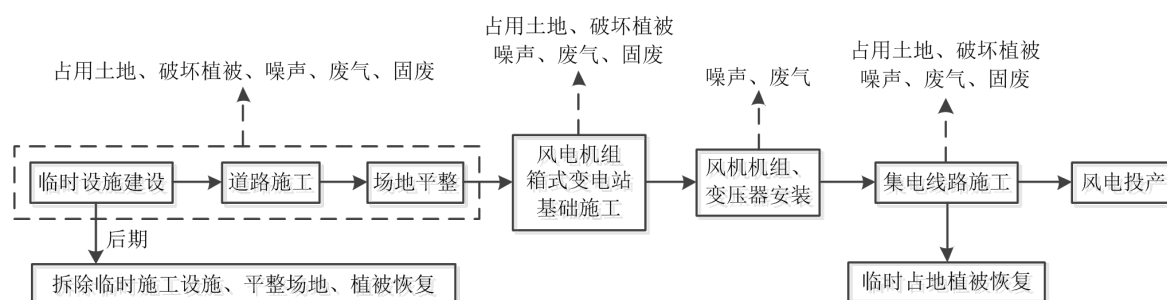 占用土地、破坏植被、噪声、废气、固废
占用土地、破坏植被
噪声、废气、固废
噪声、废气
占用土地、破坏植被
噪声、废气、固废
临时设施建设
道路施工
场地平整
风电机组
箱式变电站
基础施工
风机机组、
变压器安装
集电线路施工
风电投产
后期
拆除临时施工设施、平整场地、植被恢复
临时占地植被恢复